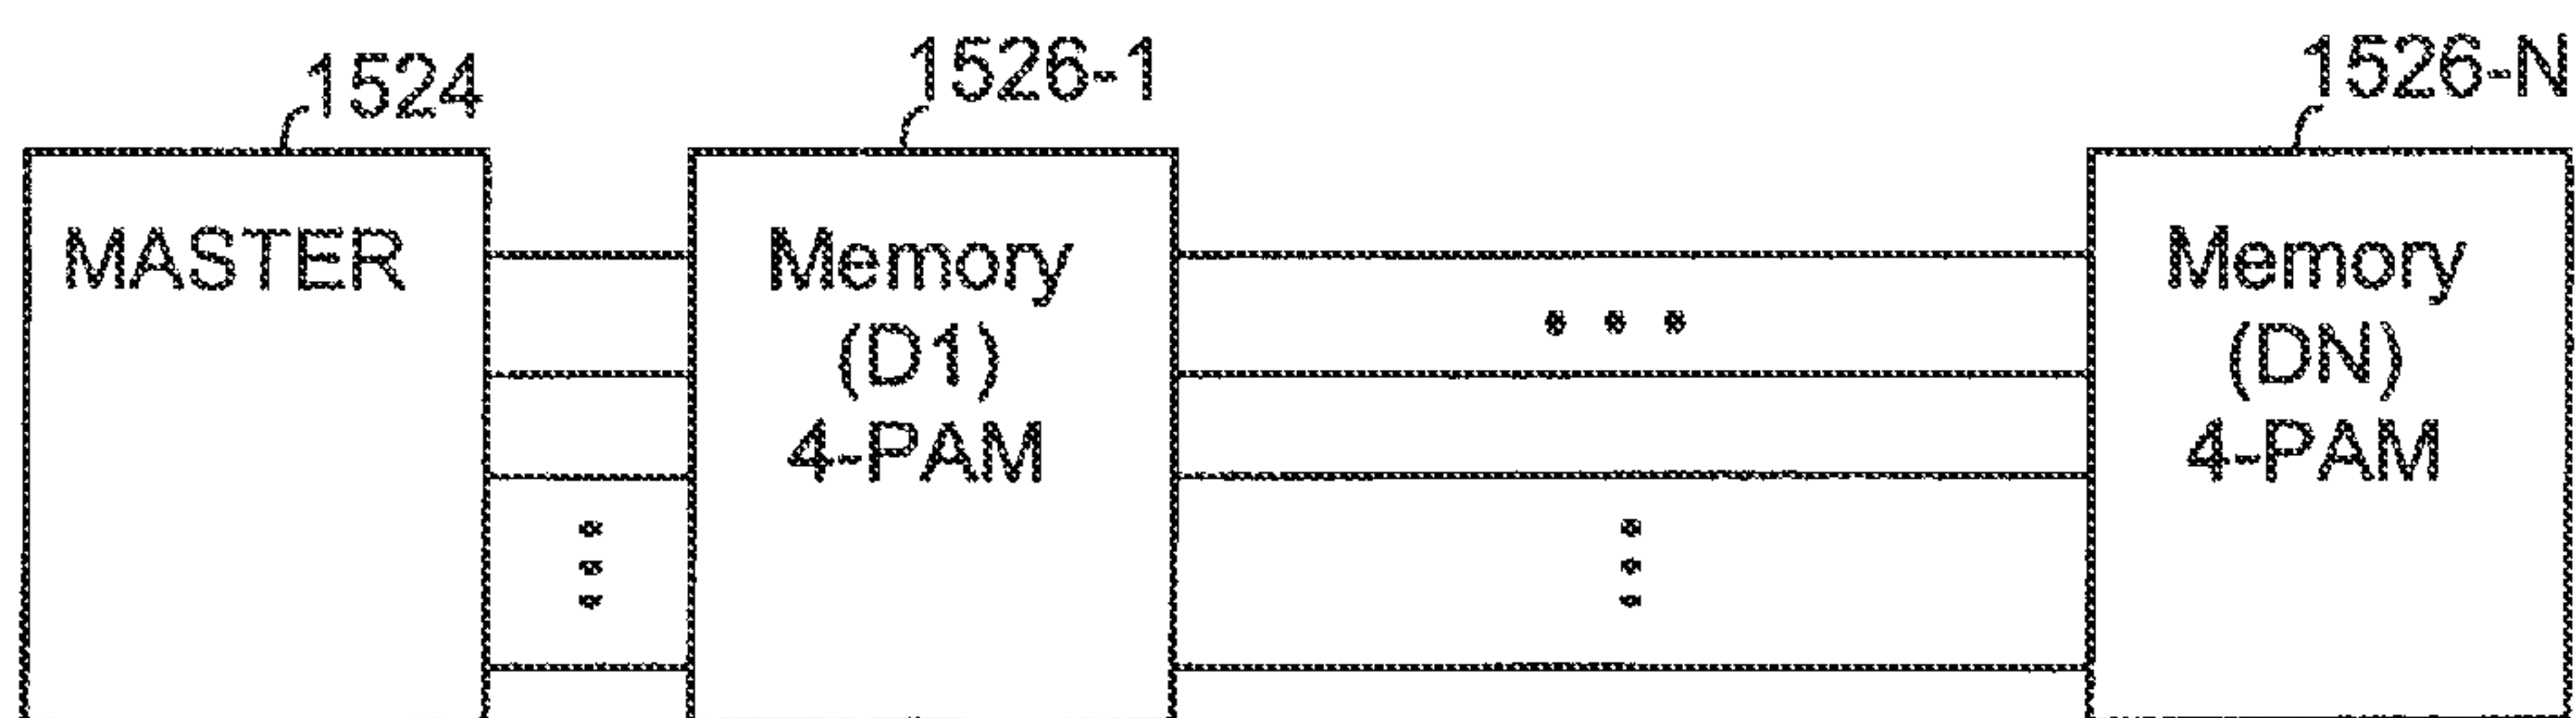 1524
1526-1
1526-N
MASTER
Memory
(D1)
4-PAM
Memory
(DN)
4-PAM